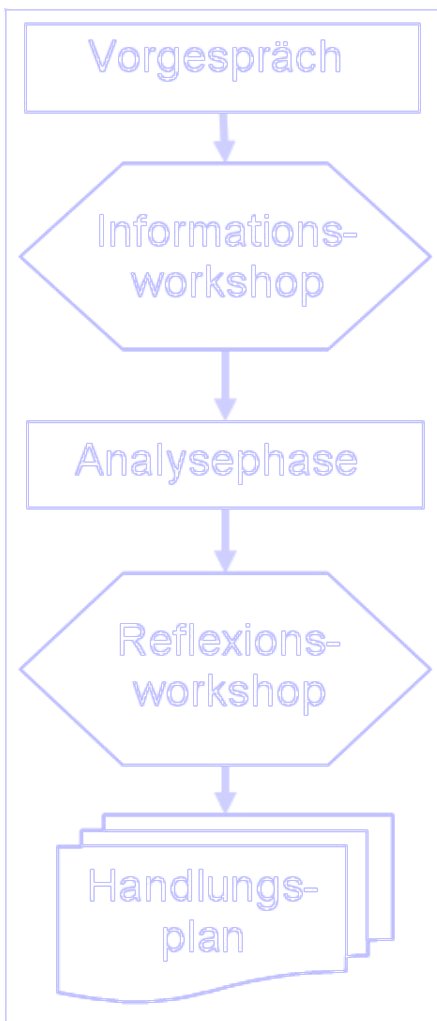 Vorgespräch
Informations-
workshop
Analysephase
Reflexions-
workshop
Handlungs-
plan